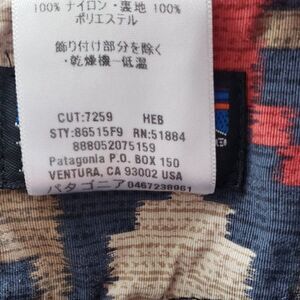 100% ナイロン・裏地 100%
ポリエステル
飾り付け部分を除く
・乾燥機—低温
CUT:7259 HEB
STY:86515F9 RN:51884
888052075159
Patagonia P.O. BOX 150
VENTURA, CA 93002 USA
パタゴニア 0467238961